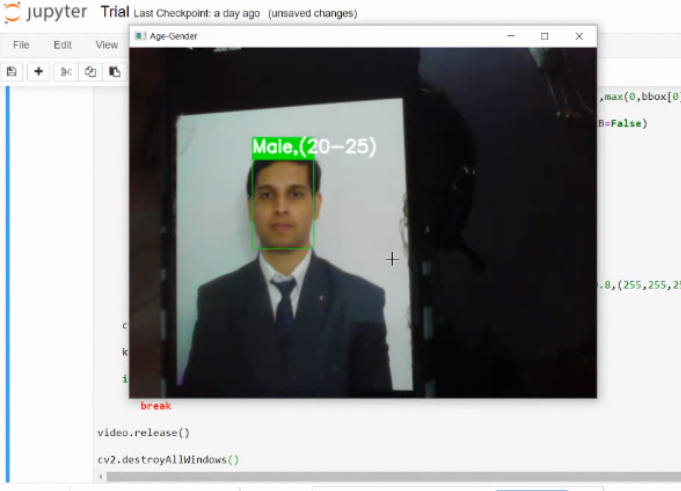 jupyter Trial Last Checkpoint: a day ago (unsaved changes)
Age-Gender
File Edit View
,max(0,bbox[0]
B=False)
Male,(20-25)
.8,(255,255,25
c
k
i
break
video.release()
cv2.destroyAllWindows()